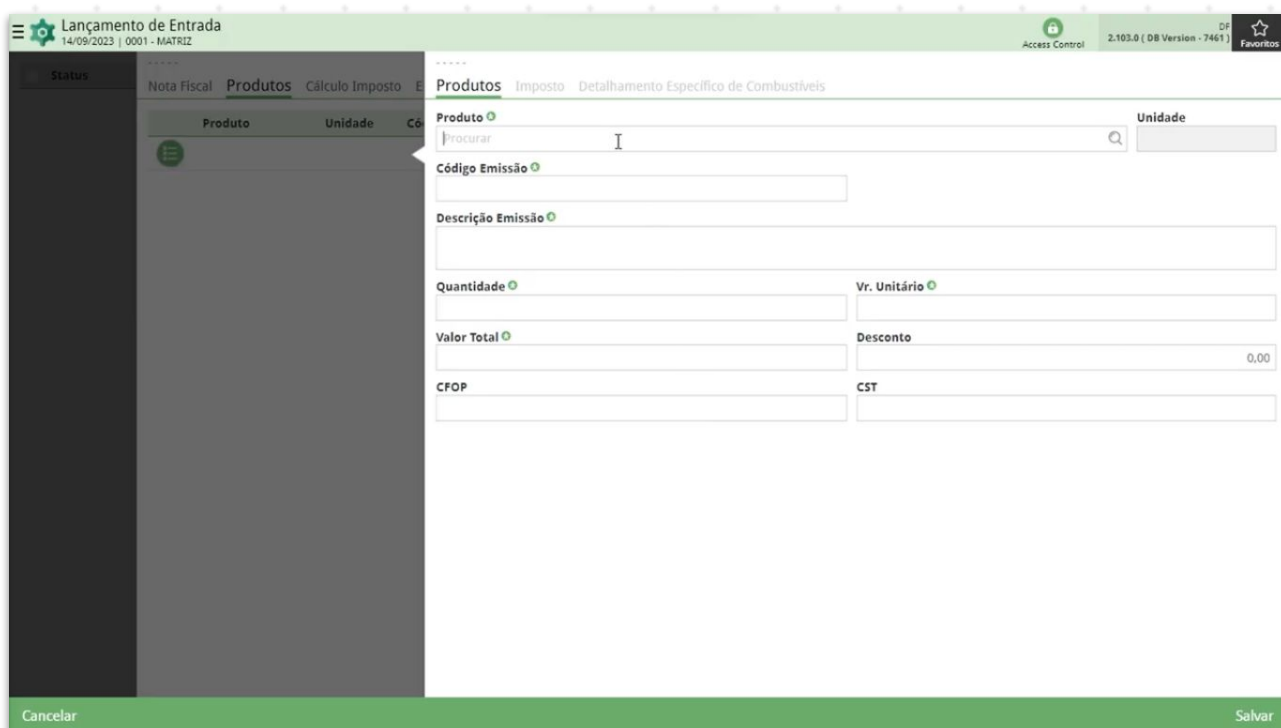 Lançamento de Entrada
14/09/2023 | 0001 - MATRIZ
Access Control
DF
2.103.0 ( DB Version - 7461 )
Favoritos
Status
Nota Fiscal Produtos Cálculo Imposto E
Produto Unidade Có
Produtos Imposto Detalhamento Específico de Combustíveis
Produto Unidade
Procurar
Código Emissão
Descrição Emissão
Quantidade Vr. Unitário
Valor Total Desconto
0,00
CFOP CST
Cancelar Salvar